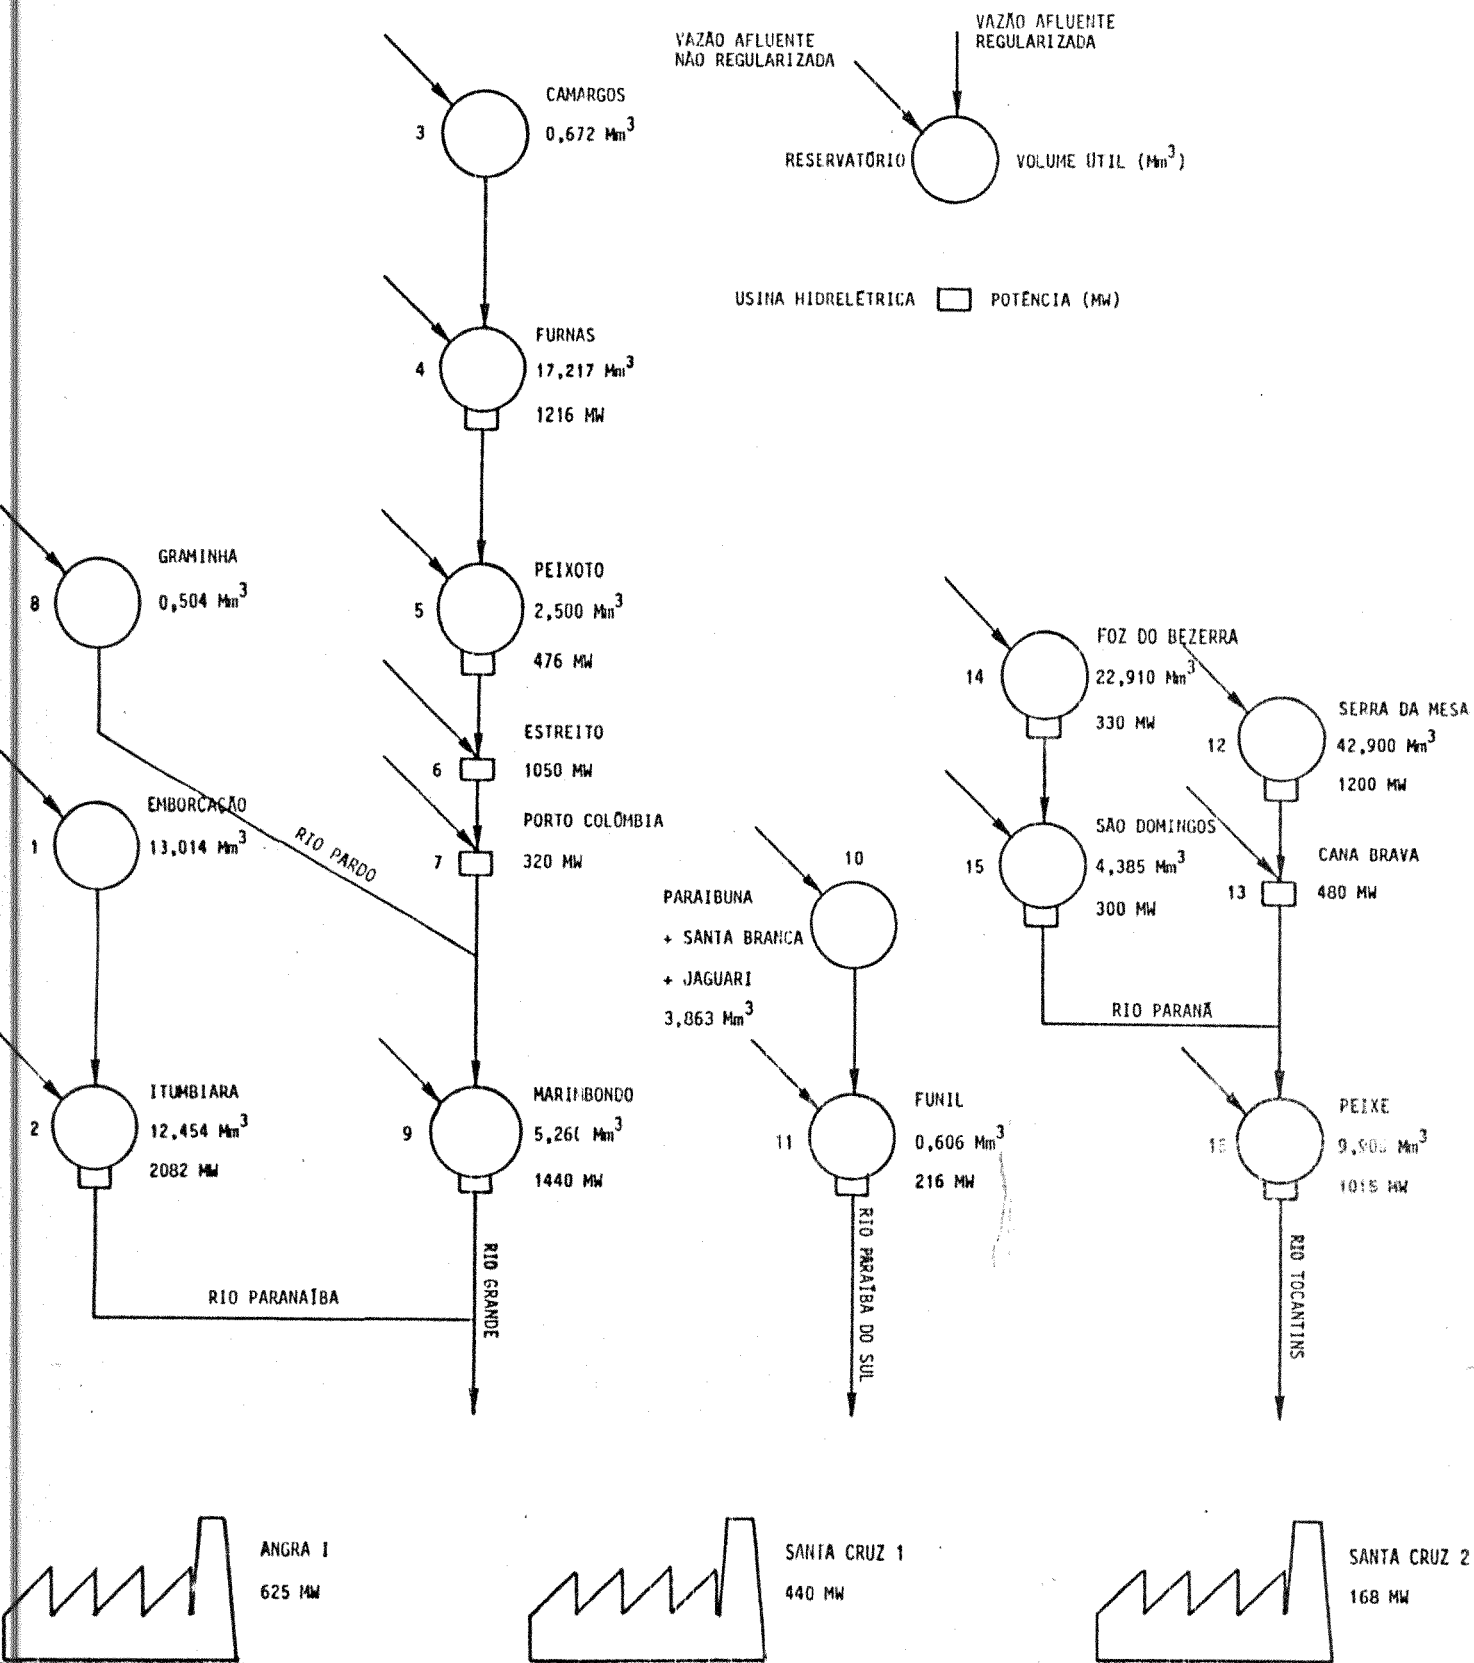 VAZÃO AFLUENTE
REGULARIZADA
VAZÃO AFLUENTE
NÃO REGULARIZADA
RESERVATÓRIO
VOLUME ÚTIL (Mm³)
USINA HIDRELÉTRICA
POTÊNCIA (MW)
CAMARGOS
3
0,672 Mm³
FURNAS
4
17,217 Mm³
1216 MW
GRAMINHA
8
0,504 Mm³
PEIXOTO
5
2,500 Mm³
476 MW
ESTREITO
6
1050 MW
PORTO COLÔMBIA
7
320 MW
EMBORCAÇÃO
1
13,014 Mm³
RIO PARDO
ITUMBIARA
2
12,454 Mm³
2082 MW
MARIMBONDO
9
Mm³
1440 MW
RIO GRANDE
RIO PARANAÍBA
10
PARAIBUNA
+ SANTA BRANCA
+ JAGUARI
3,863 Mm³
FUNIL
11
0,606 Mm³
216 MW
RIO PARAÍBA DO SUL
FOZ DO BEZERRA
14
22,910 Mm³
330 MW
SERRA DA MESA
12
42,900 Mm³
1200 MW
SÃO DOMINGOS
15
4,385 Mm³
300 MW
CANA BRAVA
13
480 MW
RIO PARANÃ
PEIXE
Mm³
MW
RIO TOCANTINS
ANGRA I
625 MW
SANTA CRUZ 1
440 MW
SANTA CRUZ 2
168 MW